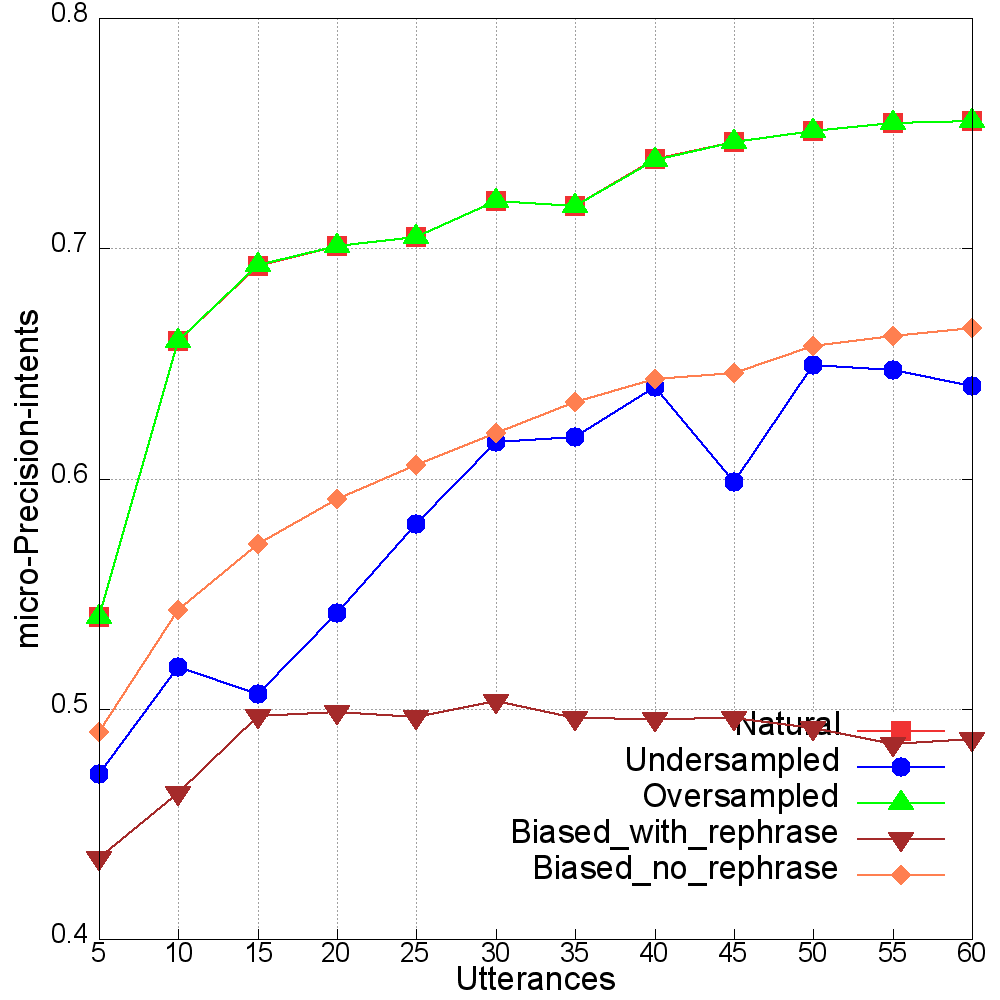 0.8
0.7
0.6
0.5
0.4
micro-Precision-intents
Natural
Undersampled
Oversampled
Biased_with_rephrase
Biased_no_rephrase
5 10 15 20 25 30 35 40 45 50 55 60
Utterances